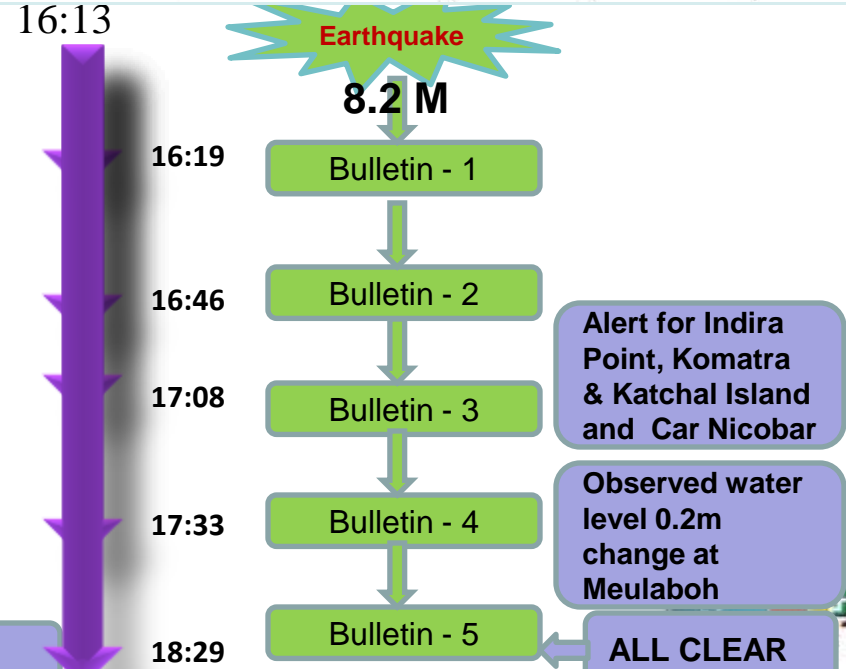 16:13
Earthquake
8.2 M
16:19
Bulletin - 1
16:46
Bulletin - 2
Alert for Indira
Point, Komatra
& Katchal Island
and Car Nicobar
17:08
Bulletin - 3
Observed water
level 0.2m
change at
Meulaboh
17:33
Bulletin - 4
18:29
Bulletin - 5
ALL CLEAR